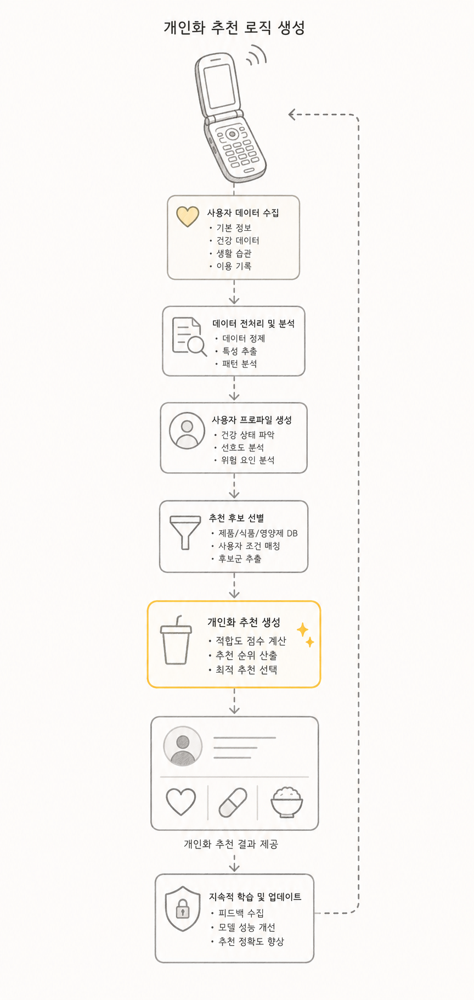 개인화 추천 로직 생성
사용자 데이터 수집
• 기본 정보
• 건강 데이터
• 생활 습관
• 이용 기록
데이터 전처리 및 분석
• 데이터 정제
• 특성 추출
• 패턴 분석
사용자 프로파일 생성
• 건강 상태 파악
• 선호도 분석
• 위험 요인 분석
추천 후보 선별
• 제품/식품/영양제 DB
• 사용자 조건 매칭
• 후보군 추출
개인화 추천 생성
• 적합도 점수 계산
• 추천 순위 산출
• 최적 추천 선택
개인화 추천 결과 제공
지속적 학습 및 업데이트
• 피드백 수집
• 모델 성능 개선
• 추천 정확도 향상